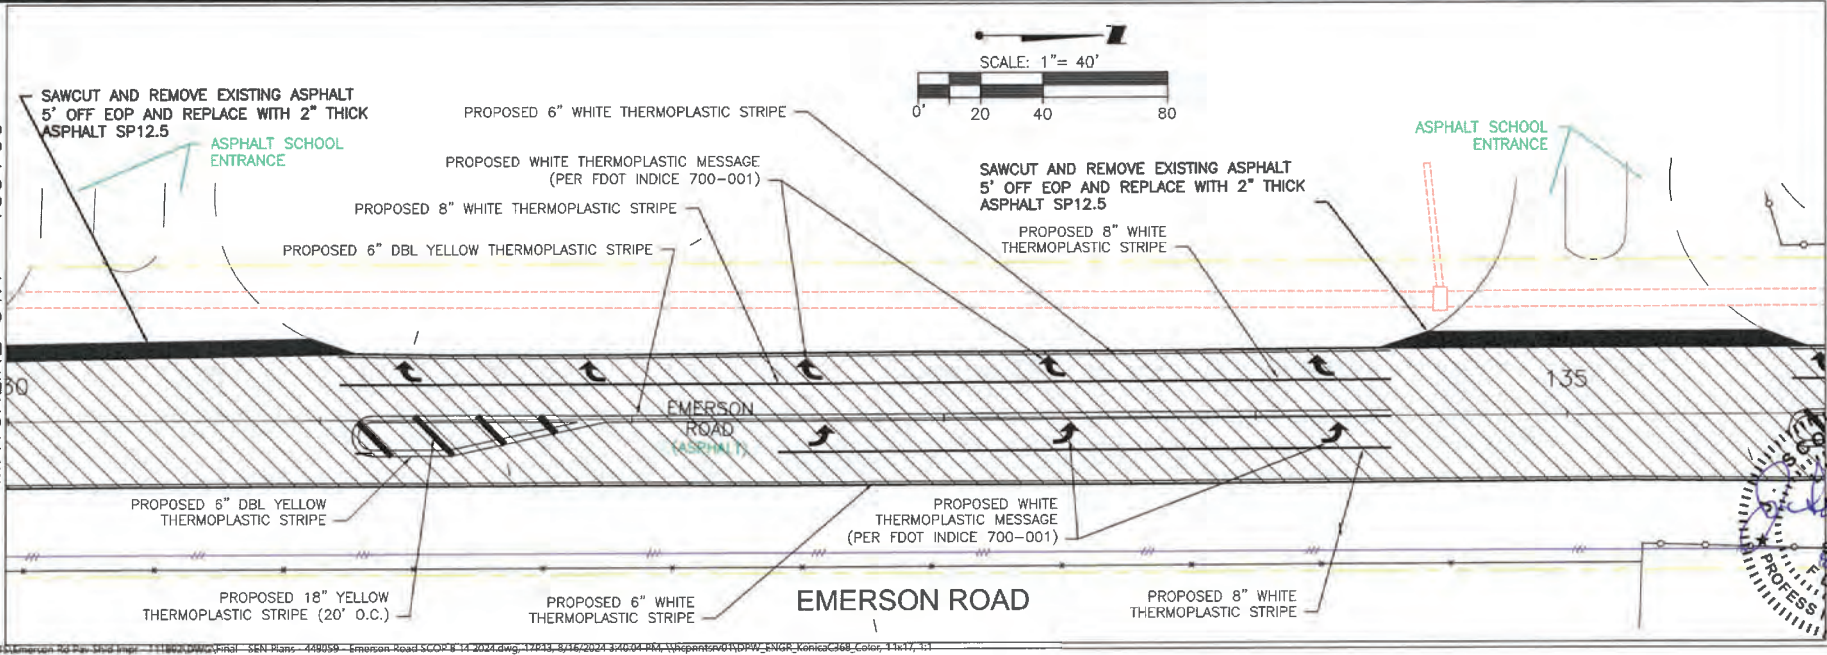 SCALE: 1"= 40'
0'
20
40
80
SAWCUT AND REMOVE EXISTING ASPHALT
5' OFF EOP AND REPLACE WITH 2" THICK
ASPHALT SP12.5
ASPHALT SCHOOL
ENTRANCE
PROPOSED 6" WHITE THERMOPLASTIC STRIPE
PROPOSED WHITE THERMOPLASTIC MESSAGE
(PER FDOT INDICE 700-001)
PROPOSED 8" WHITE THERMOPLASTIC STRIPE
PROPOSED 6" DBL YELLOW THERMOPLASTIC STRIPE
SAWCUT AND REMOVE EXISTING ASPHALT
5' OFF EOP AND REPLACE WITH 2" THICK
ASPHALT SP12.5
PROPOSED 8" WHITE
THERMOPLASTIC STRIPE
ASPHALT SCHOOL
ENTRANCE
135
EMERSON
ROAD
(ASPHALT)
PROPOSED 6" DBL YELLOW
THERMOPLASTIC STRIPE
PROPOSED WHITE
THERMOPLASTIC MESSAGE
(PER FDOT INDICE 700-001)
PROPOSED 18" YELLOW
THERMOPLASTIC STRIPE (20' O.C.)
PROPOSED 6" WHITE
THERMOPLASTIC STRIPE
EMERSON ROAD
PROPOSED 8" WHITE
THERMOPLASTIC STRIPE
PROFESS